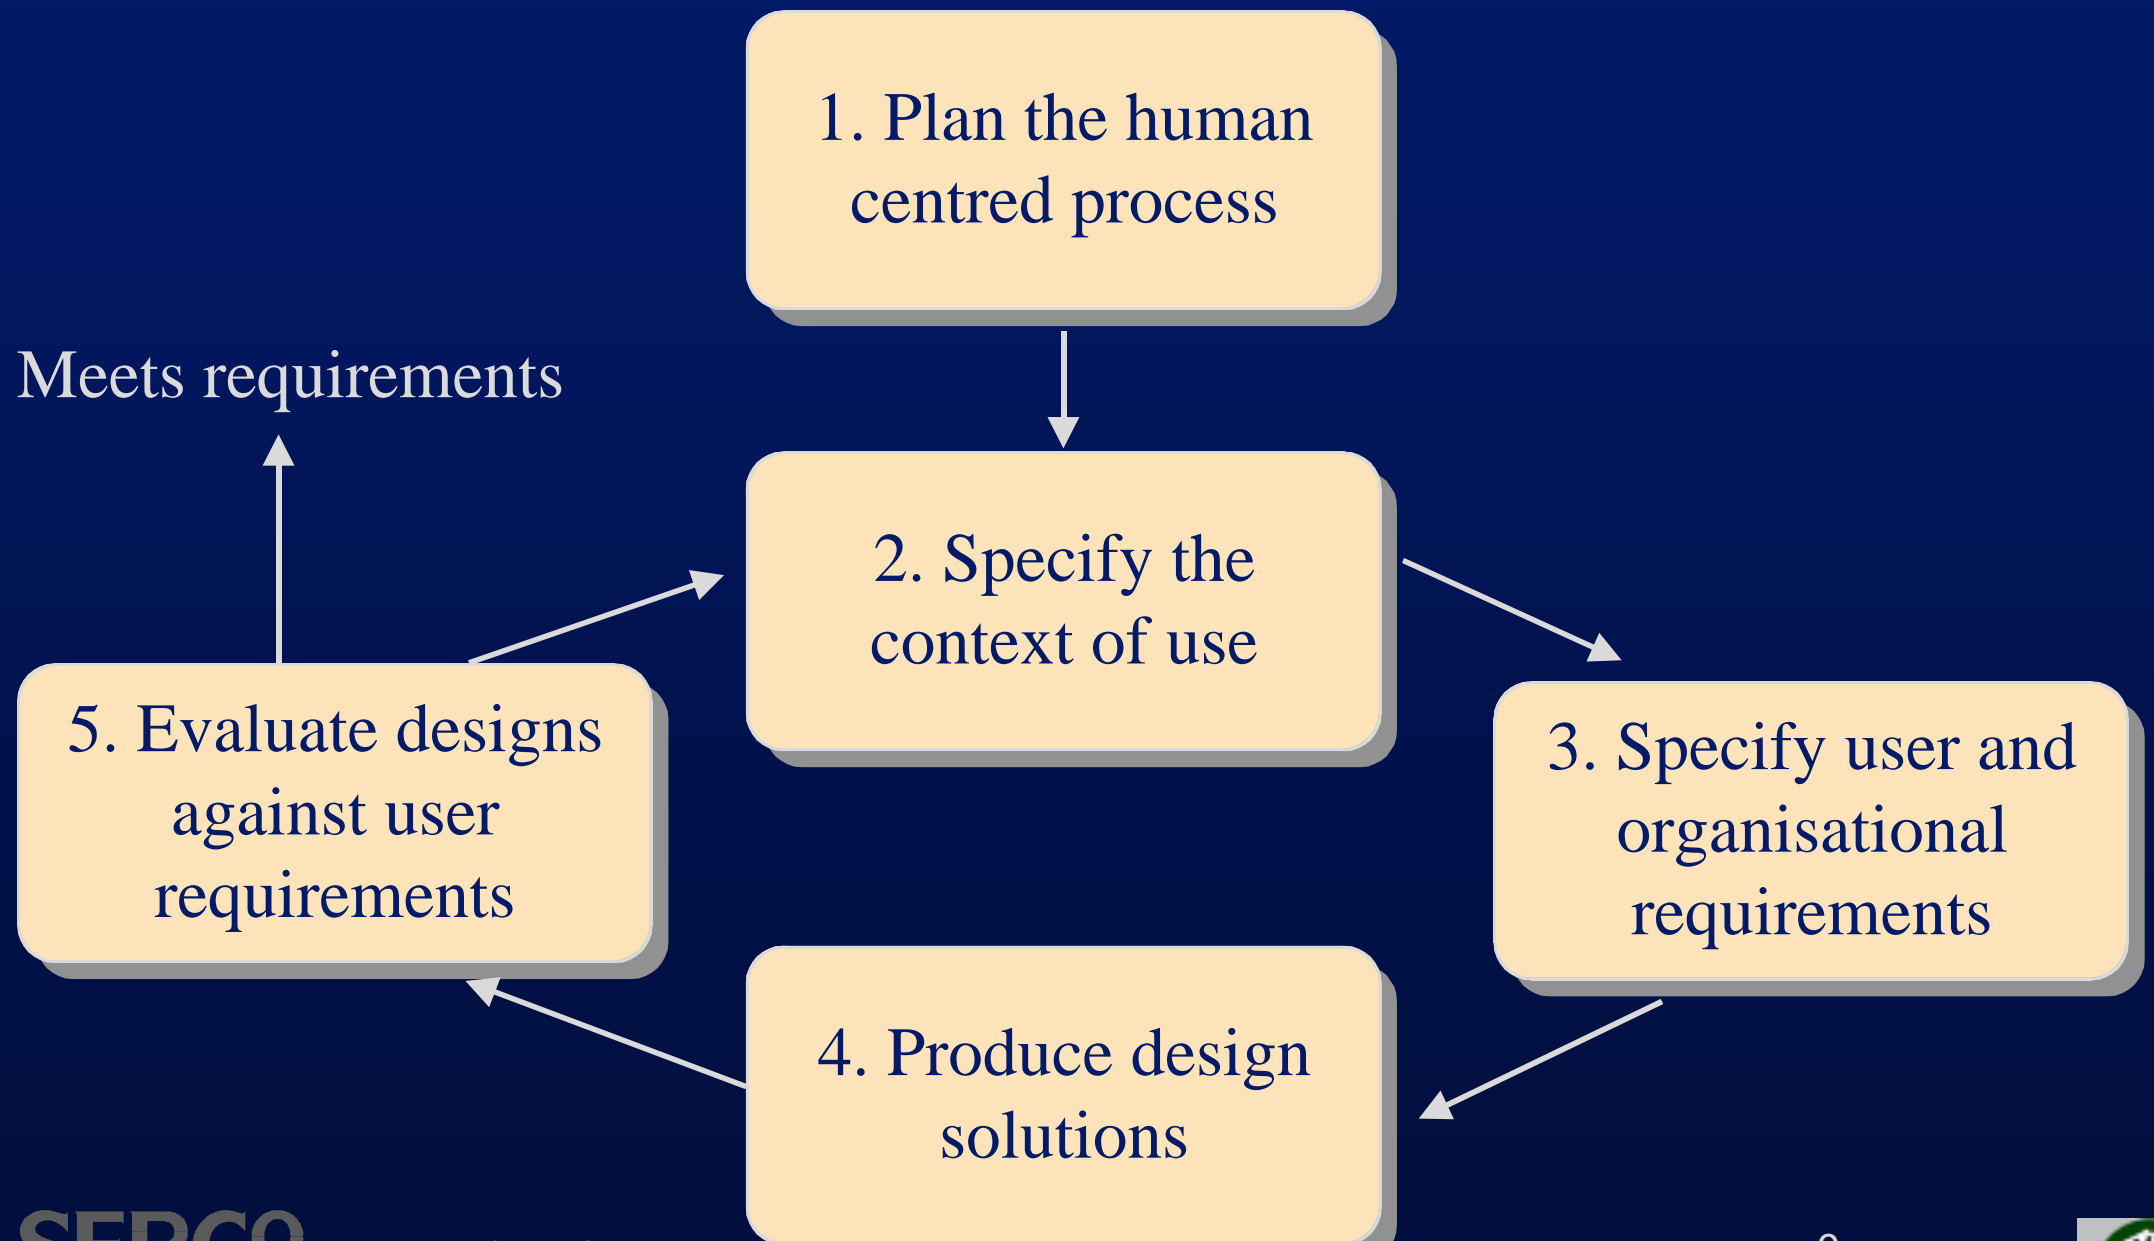 1. Plan the human
centred process
Meets requirements
2. Specify the
context of use
5. Evaluate designs
against user
requirements
3. Specify user and
organisational
requirements
4. Produce design
solutions
SERCO